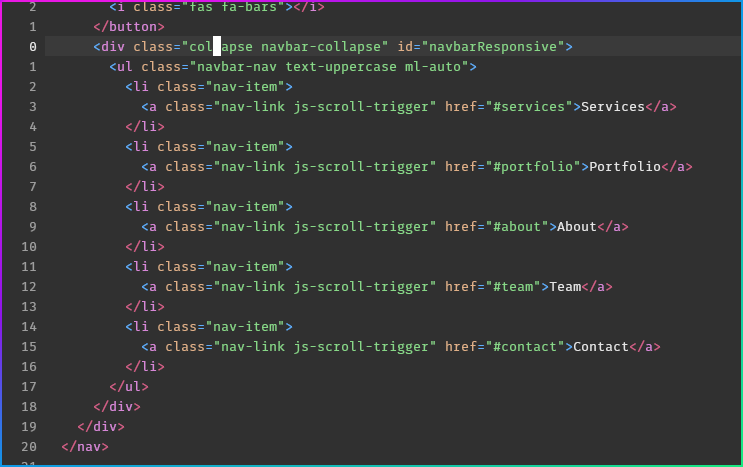 2 <i class="fas fa-bars"></i>
1 </button>
0 <div class="collapse navbar-collapse" id="navbarResponsive">
1 <ul class="navbar-nav text-uppercase ml-auto">
2 <li class="nav-item">
3 <a class="nav-link js-scroll-trigger" href="#services">Services</a>
4 </li>
5 <li class="nav-item">
6 <a class="nav-link js-scroll-trigger" href="#portfolio">Portfolio</a>
7 </li>
8 <li class="nav-item">
9 <a class="nav-link js-scroll-trigger" href="#about">About</a>
10 </li>
11 <li class="nav-item">
12 <a class="nav-link js-scroll-trigger" href="#team">Team</a>
13 </li>
14 <li class="nav-item">
15 <a class="nav-link js-scroll-trigger" href="#contact">Contact</a>
16 </li>
17 </ul>
18 </div>
19 </div>
20 </nav>
21